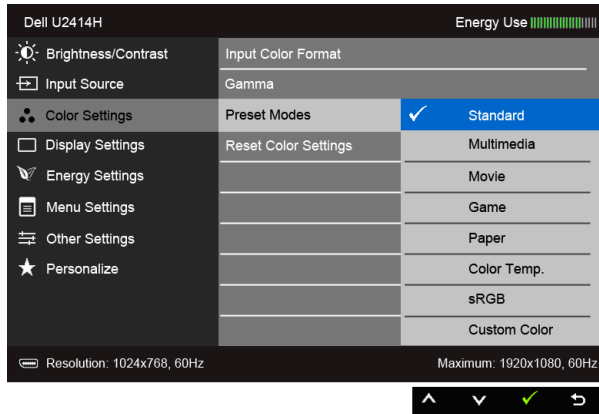 Dell U2414H Energy Use
Brightness/Contrast Input Color Format
Input Source Gamma
Color Settings Preset Modes Standard
Display Settings Reset Color Settings Multimedia
Energy Settings Movie
Menu Settings Game
Other Settings Paper
Personalize Color Temp.
sRGB
Custom Color
Resolution: 1024x768, 60Hz Maximum: 1920x1080, 60Hz